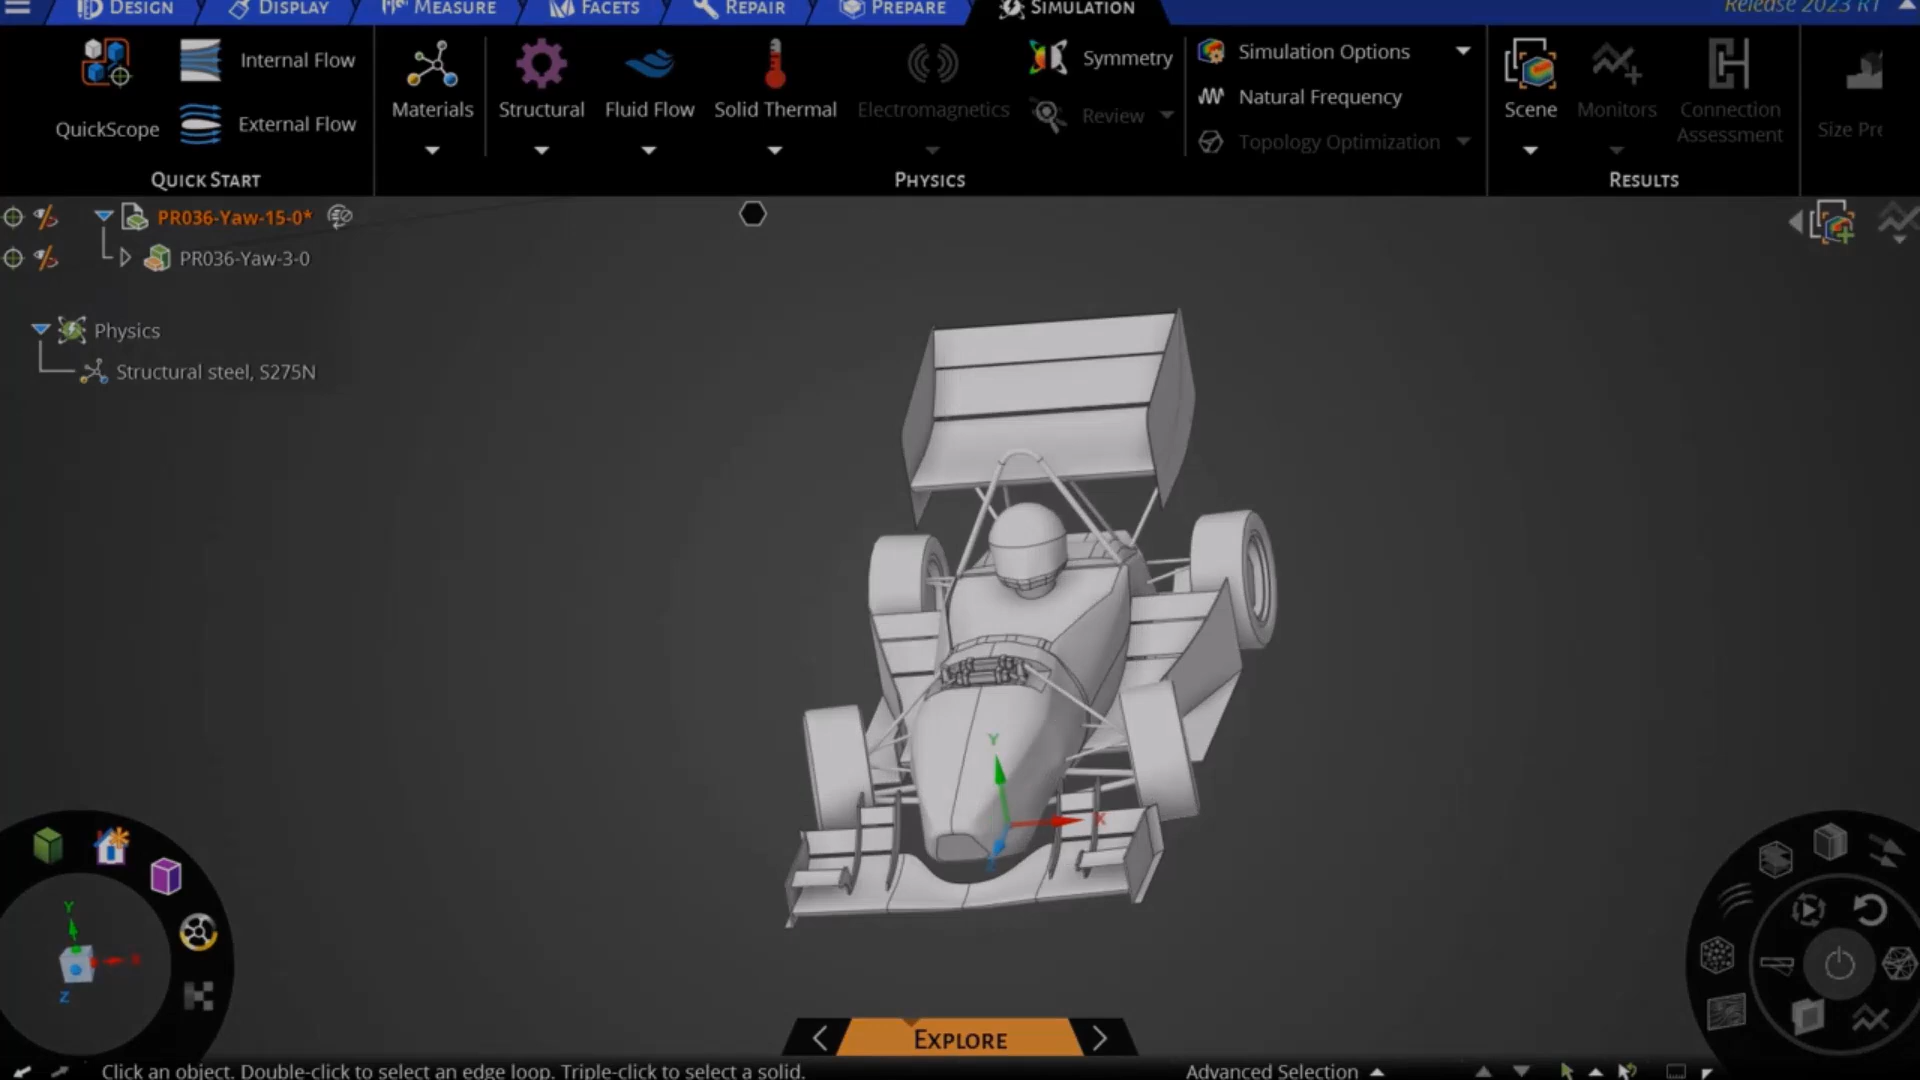 DESIGN DISPLAY MEASURE FACETS REPAIR PREPARE SIMULATION Release 2023 R1
QuickScope
Internal Flow
External Flow
QUICK START
Materials
Structural
Fluid Flow
Solid Thermal
Electromagnetics
Symmetry
Review
Simulation Options
Natural Frequency
Topology Optimization
PHYSICS
Scene
Monitors
Connection
Assessment
RESULTS
Size Pre
PR036-Yaw-15-0*
PR036-Yaw-3-0
Physics
Structural steel, S275N
Y
X
Y
X
Z
EXPLORE
Click an object. Double-click to select an edge loop. Triple-click to select a solid.
Advanced Selection